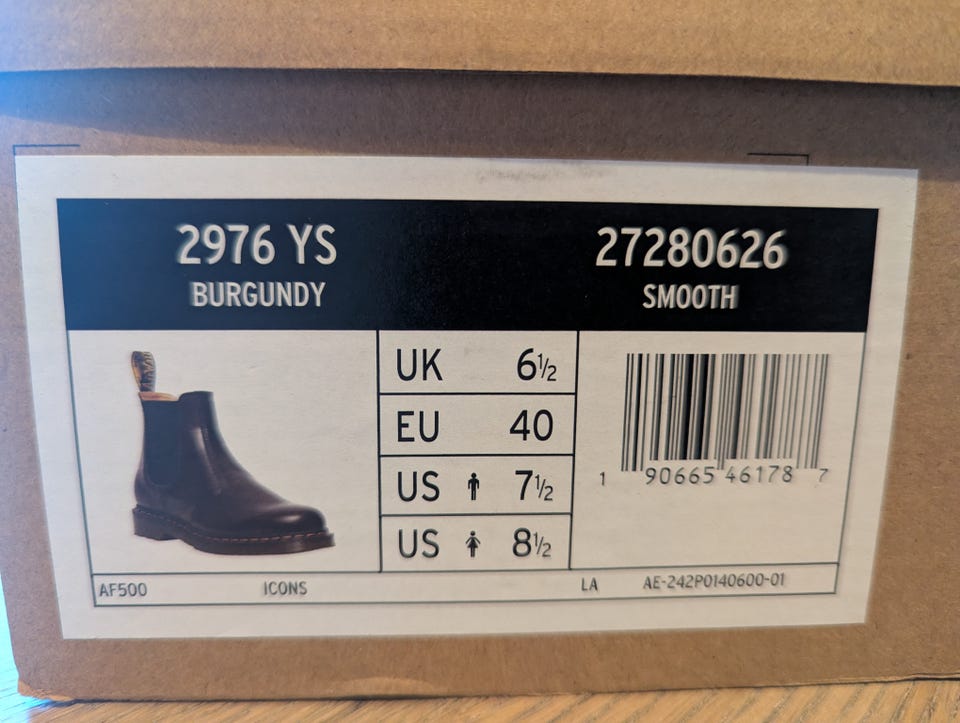 2976 YS
BURGUNDY
27280626
SMOOTH
UK 6½
EU 40
US 7½
US 8½
1 90665 46178 7
AF500 ICONS LA AE-242P0140600-01